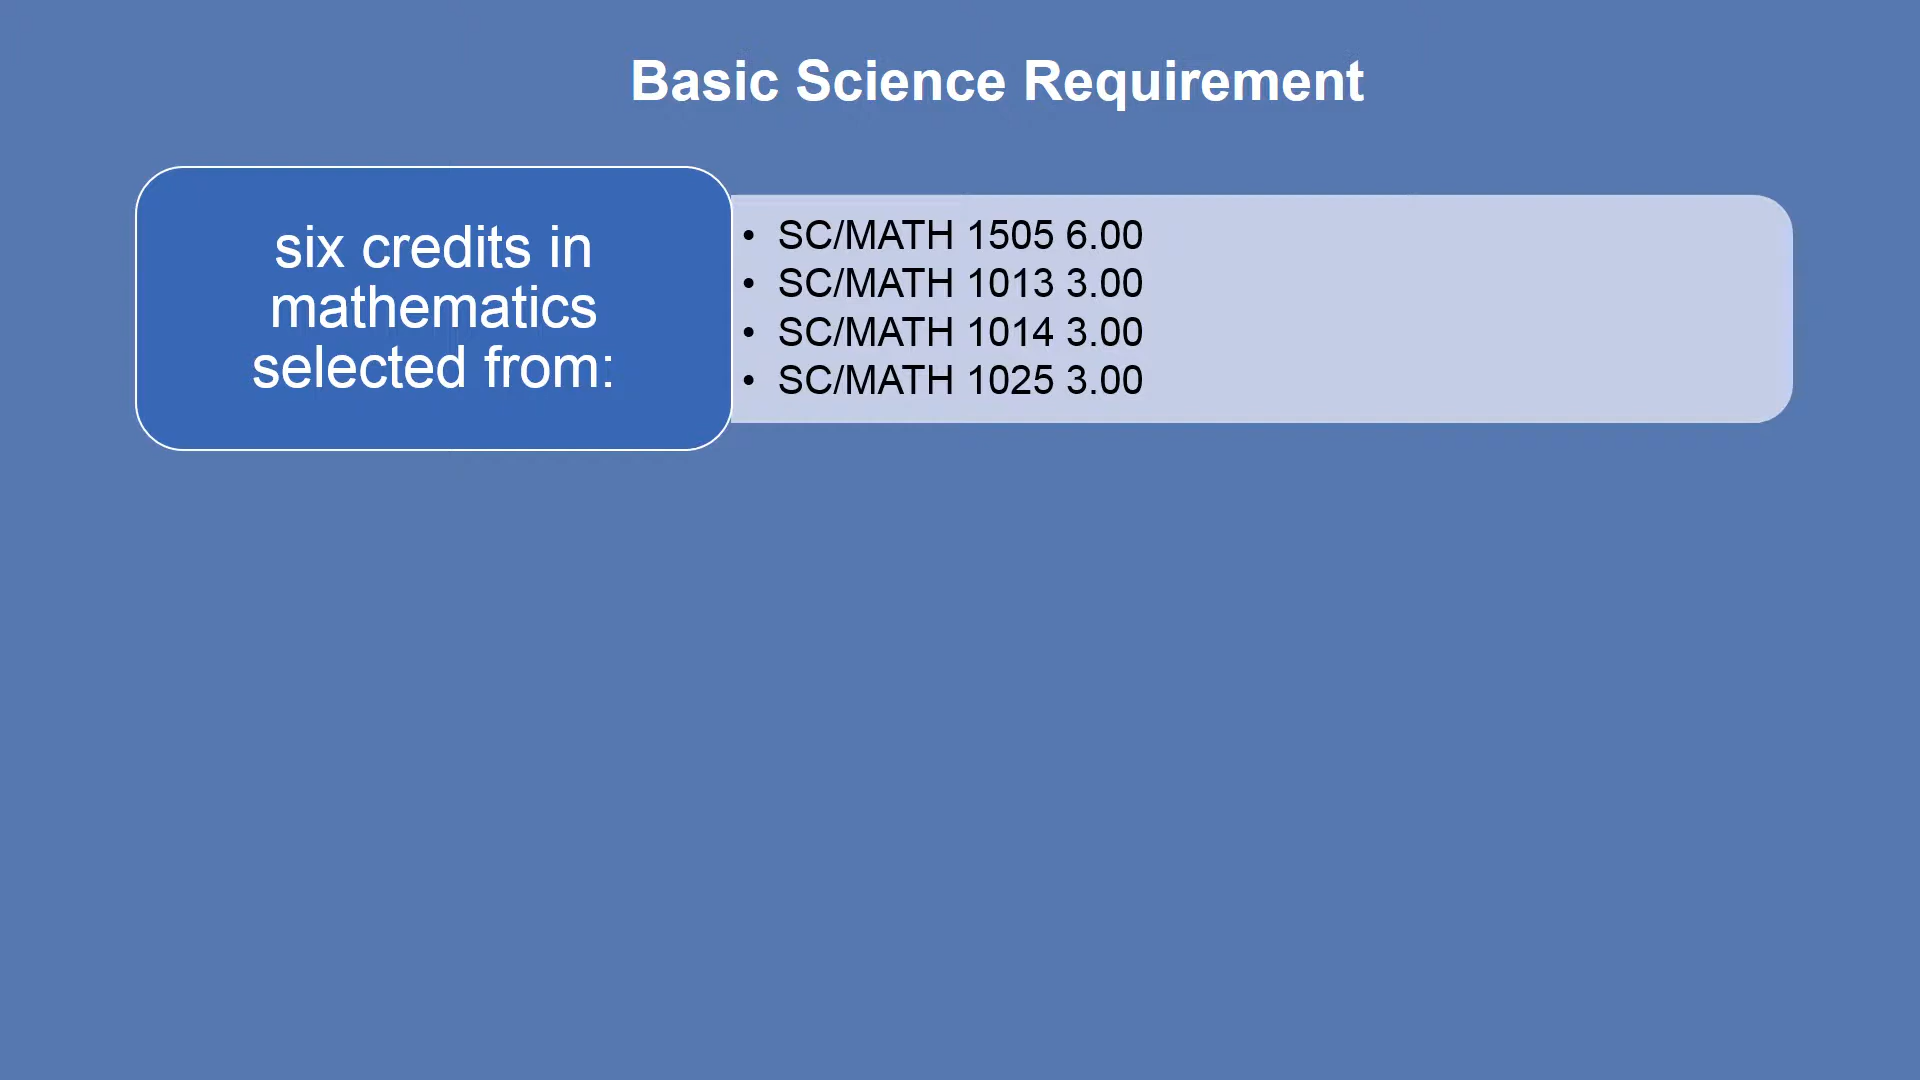 Basic Science Requirement
six credits in
mathematics
selected from:
• SC/MATH 1505 6.00
• SC/MATH 1013 3.00
• SC/MATH 1014 3.00
• SC/MATH 1025 3.00